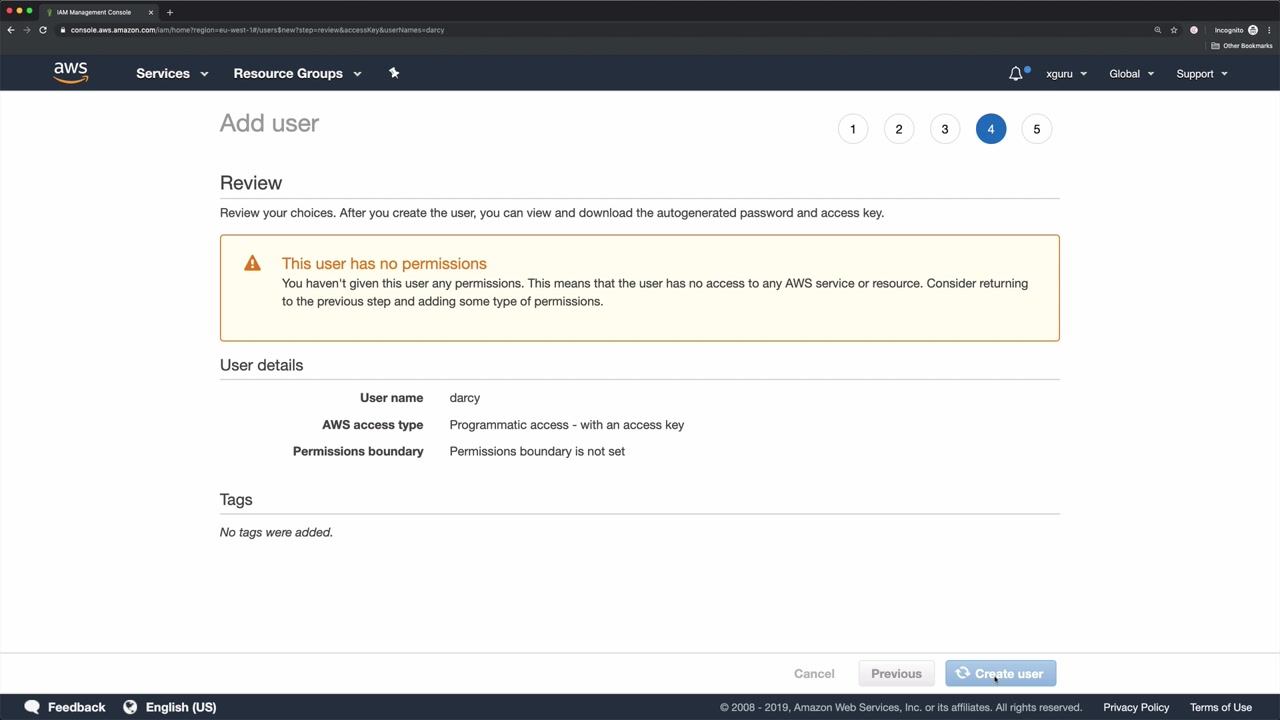 IAM Management Console
console.aws.amazon.com/iam/home?region=eu-west-1#/users$new?step=review&accessKey&userNames=darcy
Incognito
Other Bookmarks
aws
Services
Resource Groups
xguru
Global
Support
Add user
1
2
3
4
5
Review
Review your choices. After you create the user, you can view and download the autogenerated password and access key.
This user has no permissions
You haven't given this user any permissions. This means that the user has no access to any AWS service or resource. Consider returning
to the previous step and adding some type of permissions.
User details
User name darcy
AWS access type Programmatic access - with an access key
Permissions boundary Permissions boundary is not set
Tags
No tags were added.
Cancel
Previous
Create user
Feedback
English (US)
© 2008 - 2019, Amazon Web Services, Inc. or its affiliates. All rights reserved.
Privacy Policy
Terms of Use